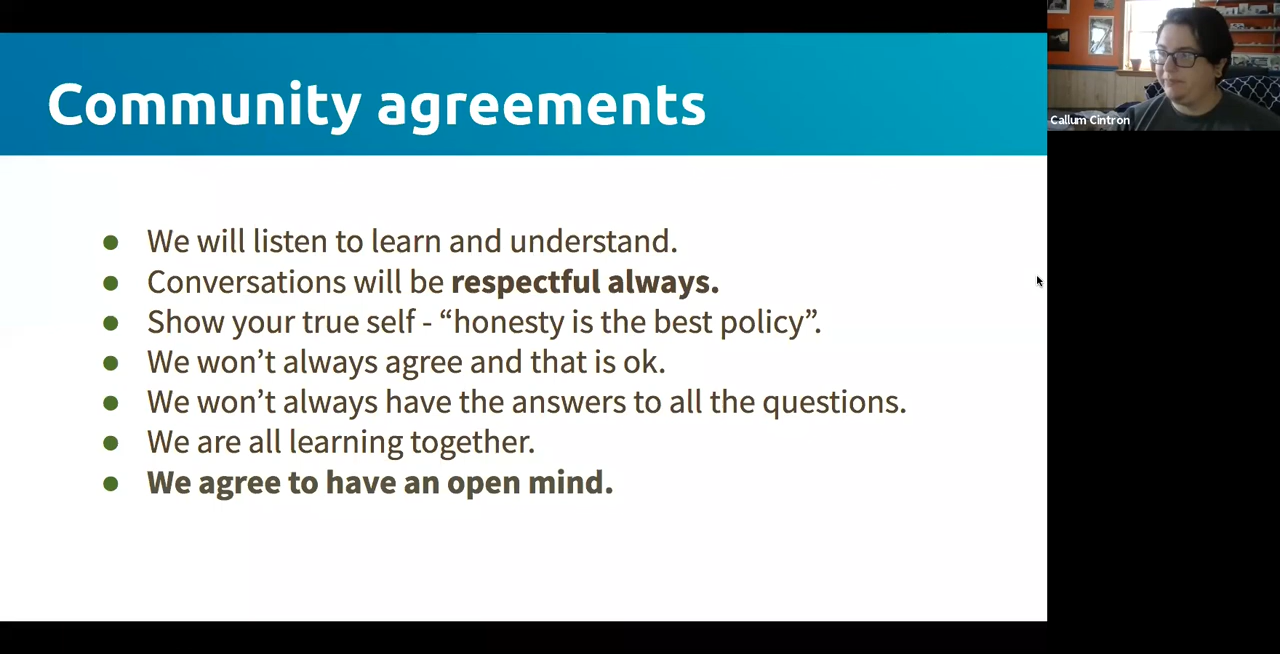 Community agreements
Callum Cintron
● We will listen to learn and understand.
● Conversations will be respectful always.
● Show your true self - “honesty is the best policy”.
● We won’t always agree and that is ok.
● We won’t always have the answers to all the questions.
● We are all learning together.
● We agree to have an open mind.